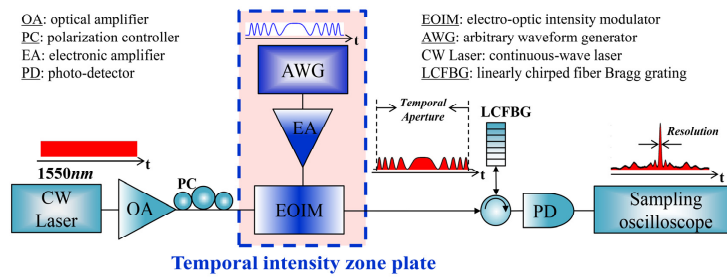 OA: optical amplifier
PC: polarization controller
EA: electronic amplifier
PD: photo-detector
EOIM: electro-optic intensity modulator
AWG: arbitrary waveform generator
CW Laser: continuous-wave laser
LCFBG: linearly chirped fiber Bragg grating
t
AWG
EA
Temporal
Aperture
LCFBG
Resolution
t
1550nm
t
t
PC
CW
Laser
OA
EOIM
PD
Sampling
oscilloscope
Temporal intensity zone plate